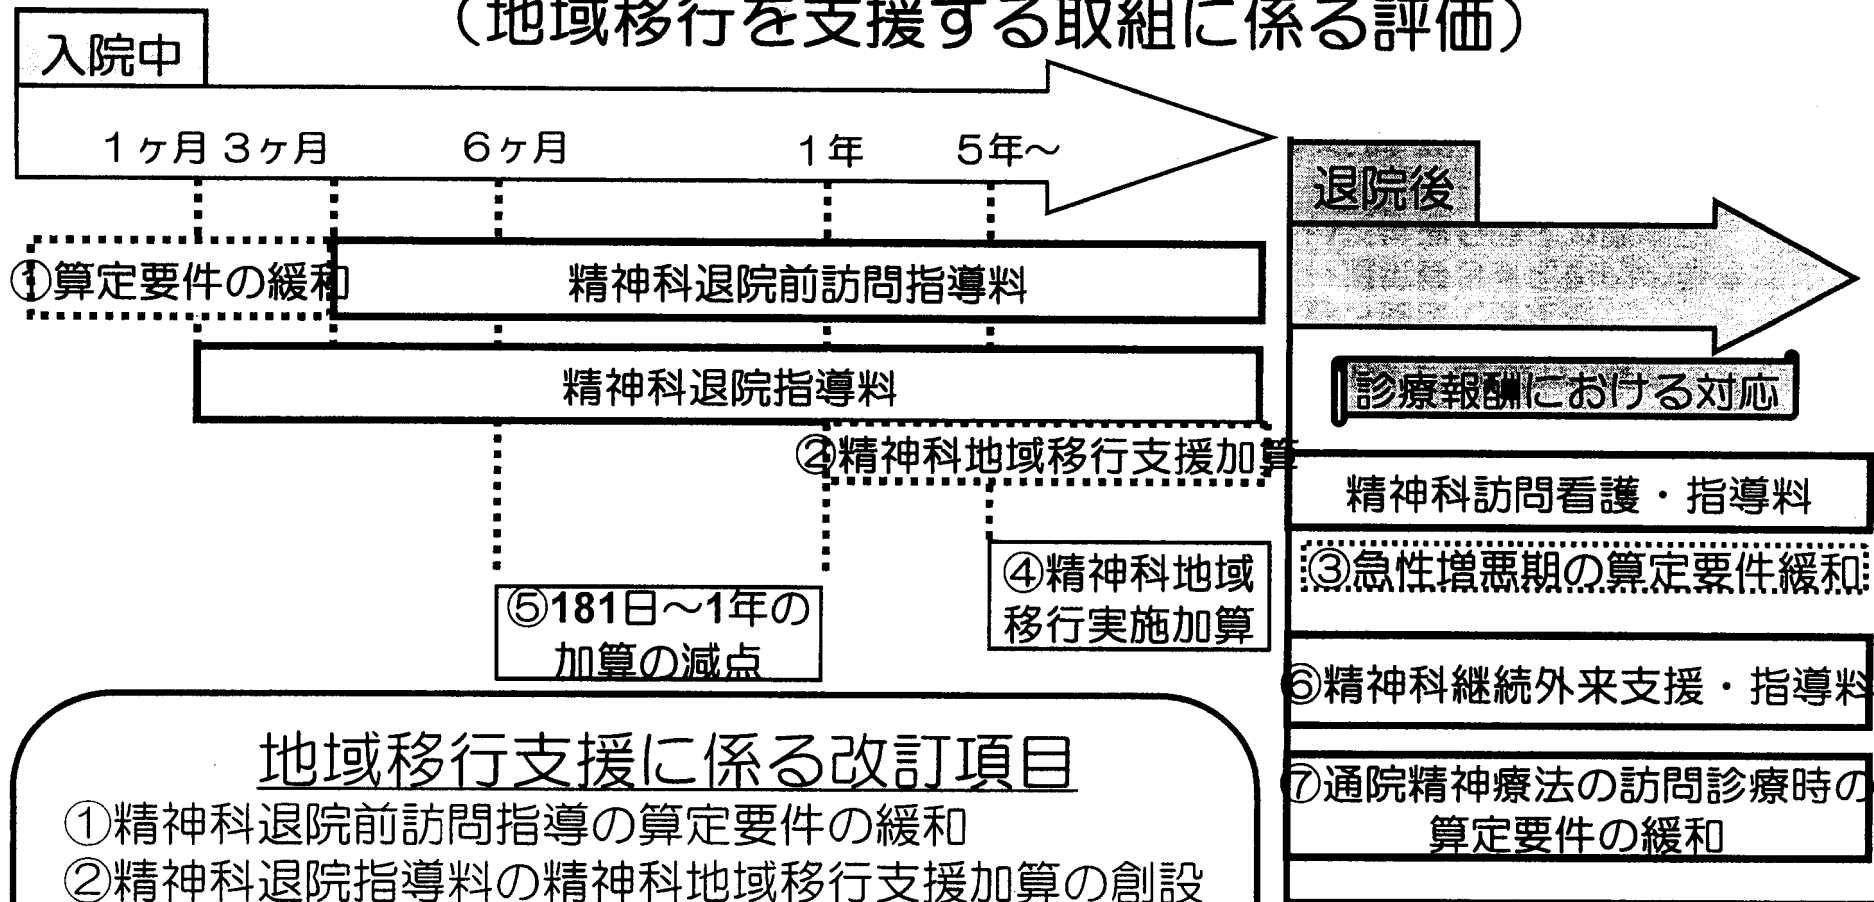 （地域移行を支援する取組に係る評価）
入院中
1ヶ月 3ヶ月 6ヶ月 1年 5年～
①算定要件の緩和
精神科退院前訪問指導料
精神科退院指導料
②精神科地域移行支援加算
④精神科地域
移行実施加算
⑤181日～1年の
加算の減点
退院後
診療報酬における対応
精神科訪問看護・指導料
③急性増悪期の算定要件緩和
⑥精神科継続外来支援・指導料
⑦通院精神療法の訪問診療時の
算定要件の緩和
地域移行支援に係る改訂項目
①精神科退院前訪問指導の算定要件の緩和
②精神科退院指導料の精神科地域移行支援加算の創設